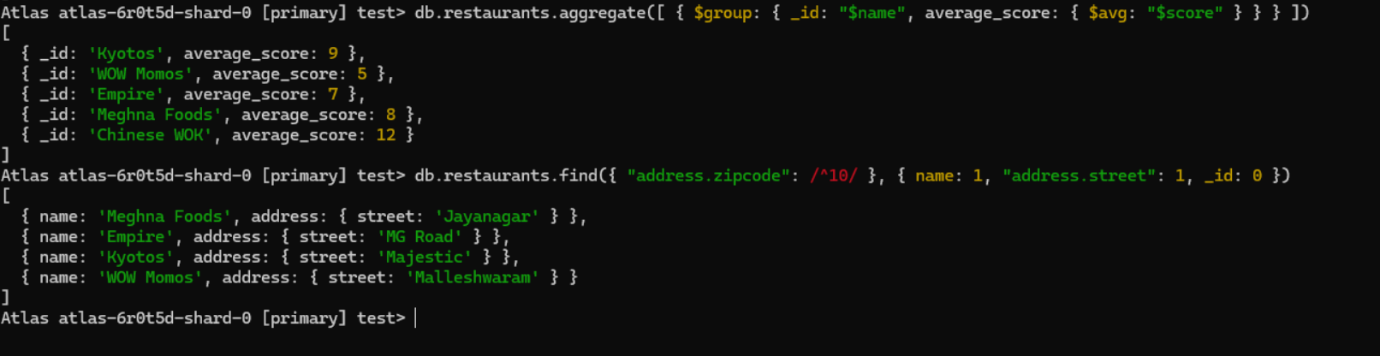 Atlas atlas-6r0t5d-shard-0 [primary] test> db.restaurants.aggregate([ { $group: { _id: "$name", average_score: { $avg: "$score" } } } ])
[
  { _id: 'Kyotos', average_score: 9 },
  { _id: 'WOW Momos', average_score: 5 },
  { _id: 'Empire', average_score: 7 },
  { _id: 'Meghna Foods', average_score: 8 },
  { _id: 'Chinese WOK', average_score: 12 }
]
Atlas atlas-6r0t5d-shard-0 [primary] test> db.restaurants.find({ "address.zipcode": /^10/ }, { name: 1, "address.street": 1, _id: 0 })
[
  { name: 'Meghna Foods', address: { street: 'Jayanagar' } },
  { name: 'Empire', address: { street: 'MG Road' } },
  { name: 'Kyotos', address: { street: 'Majestic' } },
  { name: 'WOW Momos', address: { street: 'Malleshwaram' } }
]
Atlas atlas-6r0t5d-shard-0 [primary] test>